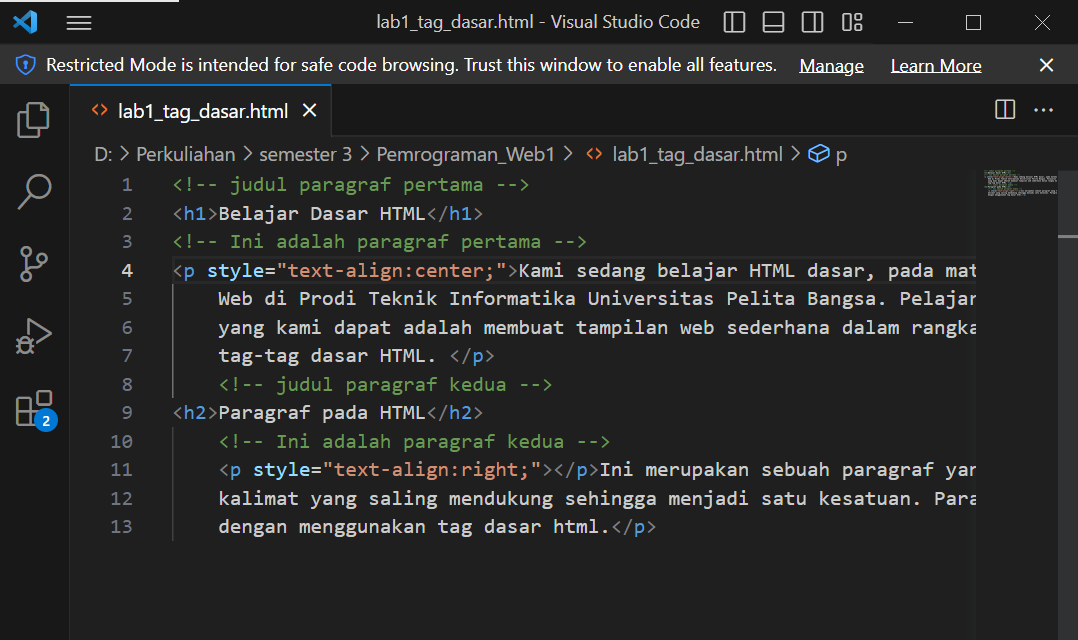 lab1_tag_dasar.html - Visual Studio Code
Restricted Mode is intended for safe code browsing. Trust this window to enable all features. Manage Learn More
lab1_tag_dasar.html
D: > Perkuliahan > semester 3 > Pemrograman_Web1 > <> lab1_tag_dasar.html > p
1 <!-- judul paragraf pertama -->
2 <h1>Belajar Dasar HTML</h1>
3 <!-- Ini adalah paragraf pertama -->
4 <p style="text-align:center;">Kami sedang belajar HTML dasar, pada mat
5 Web di Prodi Teknik Informatika Universitas Pelita Bangsa. Pelajar
6 yang kami dapat adalah membuat tampilan web sederhana dalam rangka
7 tag-tag dasar HTML. </p>
8 <!-- judul paragraf kedua -->
9 <h2>Paragraf pada HTML</h2>
10 <!-- Ini adalah paragraf kedua -->
11 <p style="text-align:right;"></p>Ini merupakan sebuah paragraf yan
12 kalimat yang saling mendukung sehingga menjadi satu kesatuan. Para
13 dengan menggunakan tag dasar html.</p>
2